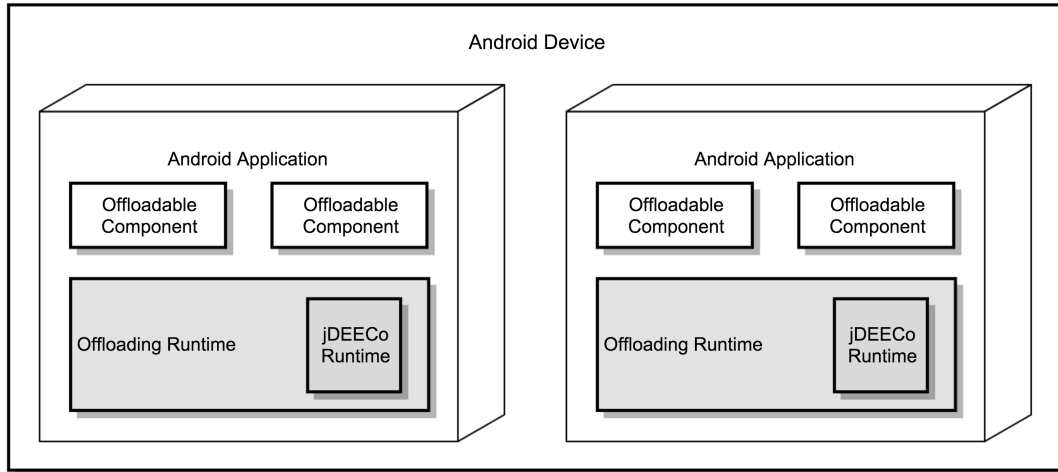 Android Device
Android Application
Offloadable
Component
Offloadable
Component
Offloading Runtime
jDEECo
Runtime
Android Application
Offloadable
Component
Offloadable
Component
Offloading Runtime
jDEECo
Runtime